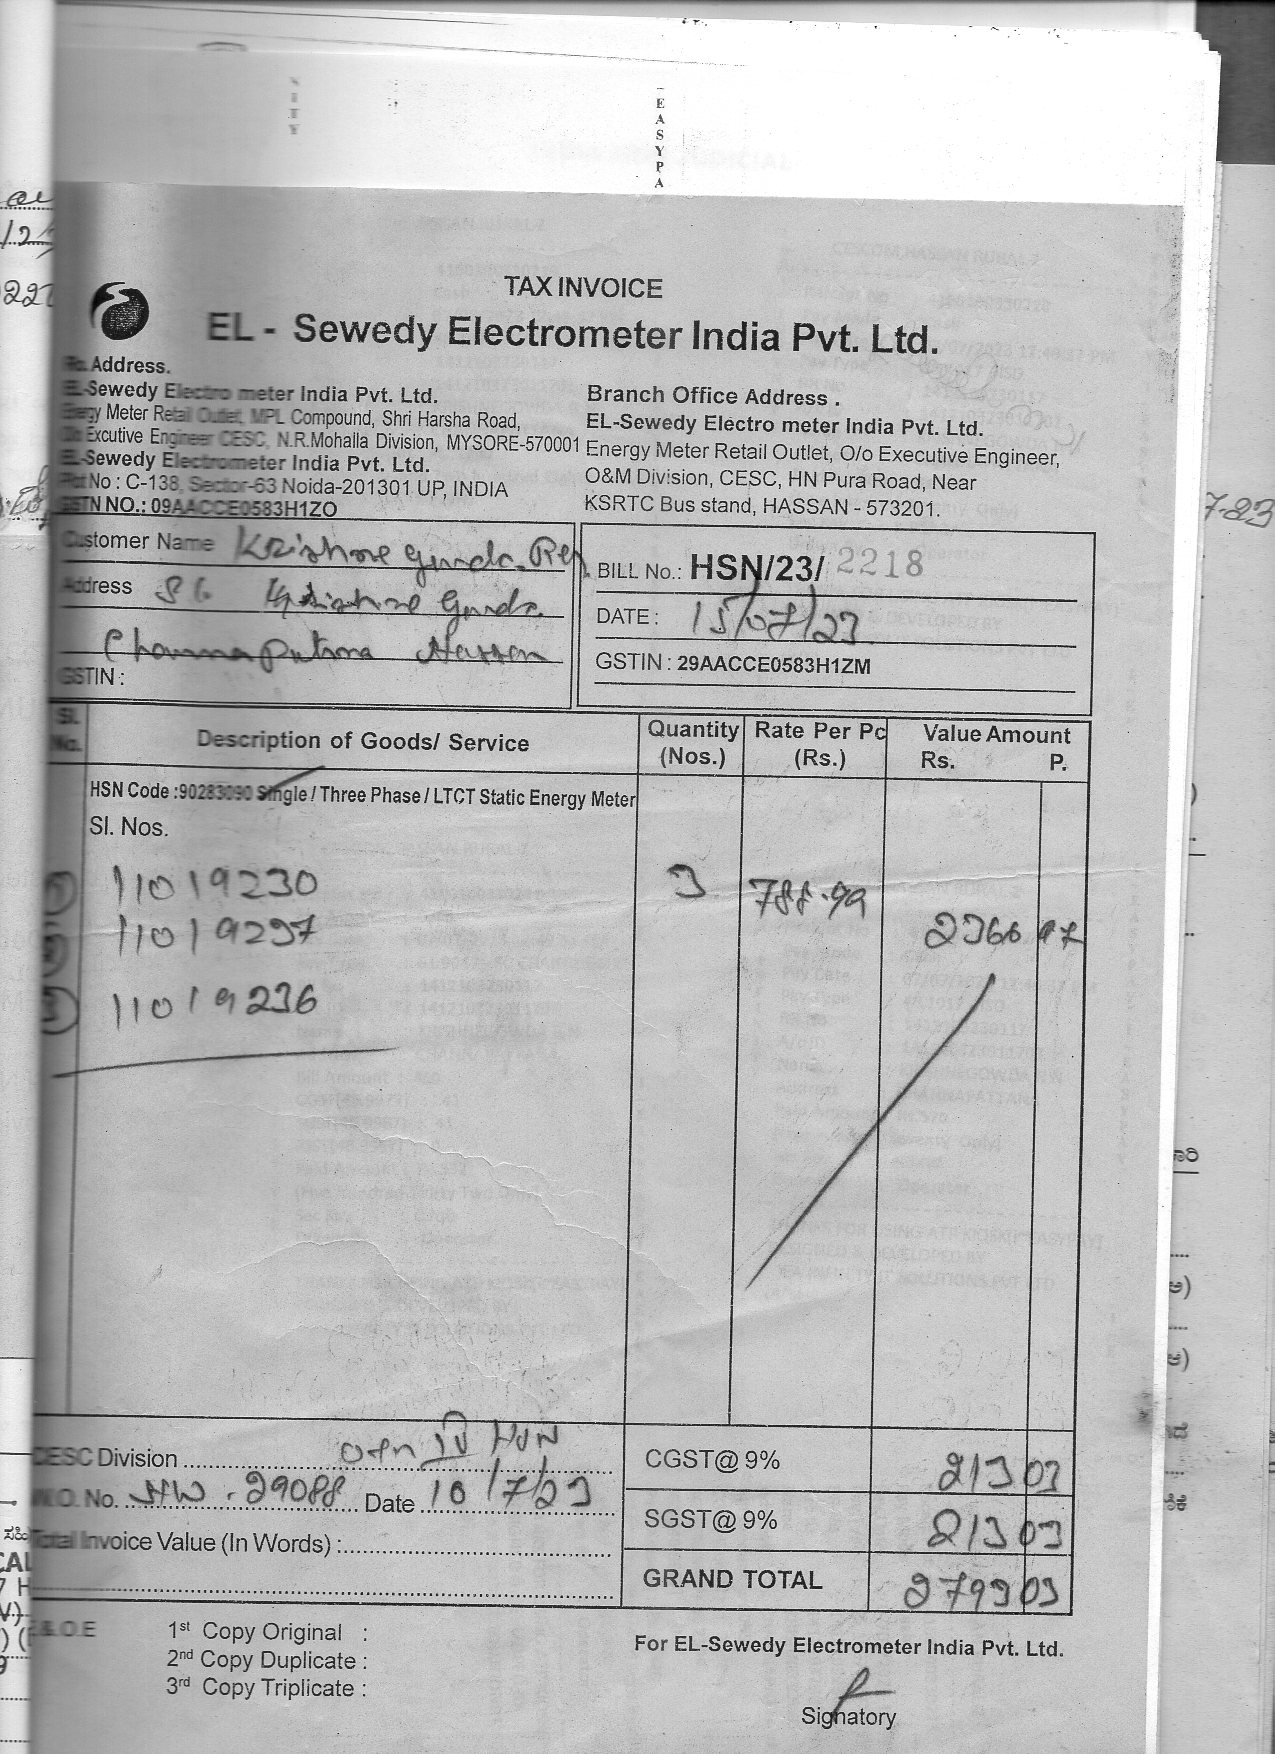 E
A
S
Y
P
A
TAX INVOICE
EL - Sewedy Electrometer India Pvt. Ltd.
Address.
EL-Sewedy Electro meter India Pvt. Ltd.
Energy Meter Retail Outlet, MPL Compound, Shri Harsha Road,
Excutive Engineer CESC, N.R.Mohalla Division, MYSORE-570001
EL-Sewedy Electrometer India Pvt. Ltd.
Plot No : C-138, Sector-63 Noida-201301 UP, INDIA
GSTN NO.: 09AACCE0583H1ZO
Branch Office Address .
EL-Sewedy Electro meter India Pvt. Ltd.
Energy Meter Retail Outlet, O/o Executive Engineer,
O&M Division, CESC, HN Pura Road, Near
KSRTC Bus stand, HASSAN - 573201.
Customer Name
Address
Hassan
GSTIN :
BILL No.: HSN/23/ 2218
DATE : 15/07/23
GSTIN : 29AACCE0583H1ZM
Sl. No. Description of Goods/ Service Quantity (Nos.) Rate Per Pc (Rs.) Value Amount Rs. P.
HSN Code :90283090 Single / Three Phase / LTCT Static Energy Meter
Sl. Nos.
11019230 3 788.99 2366 97
11019237
11019236
CESC Division O&M IV HSN
No. 29088 Date 10/7/23
Total Invoice Value (In Words) :
CGST@ 9% 213 03
SGST@ 9% 213 03
GRAND TOTAL 2793 03
& O E
1st Copy Original :
2nd Copy Duplicate :
3rd Copy Triplicate :
For EL-Sewedy Electrometer India Pvt. Ltd.
Signatory
7-23